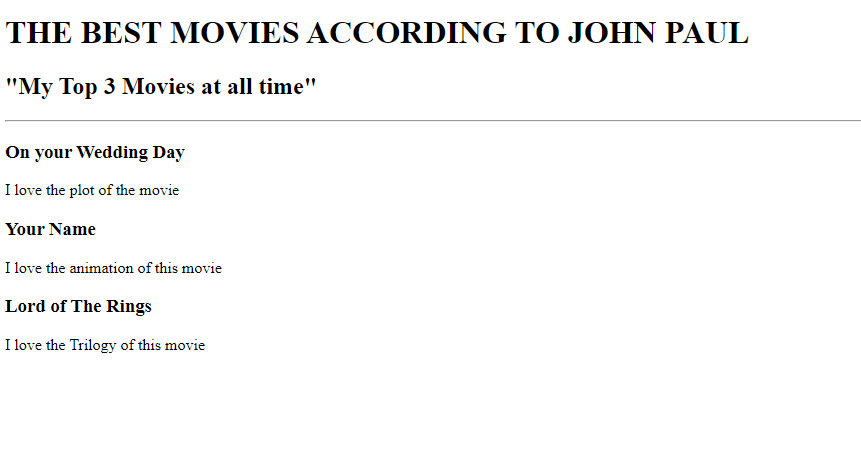 THE BEST MOVIES ACCORDING TO JOHN PAUL
"My Top 3 Movies at all time"
On your Wedding Day
I love the plot of the movie
Your Name
I love the animation of this movie
Lord of The Rings
I love the Trilogy of this movie